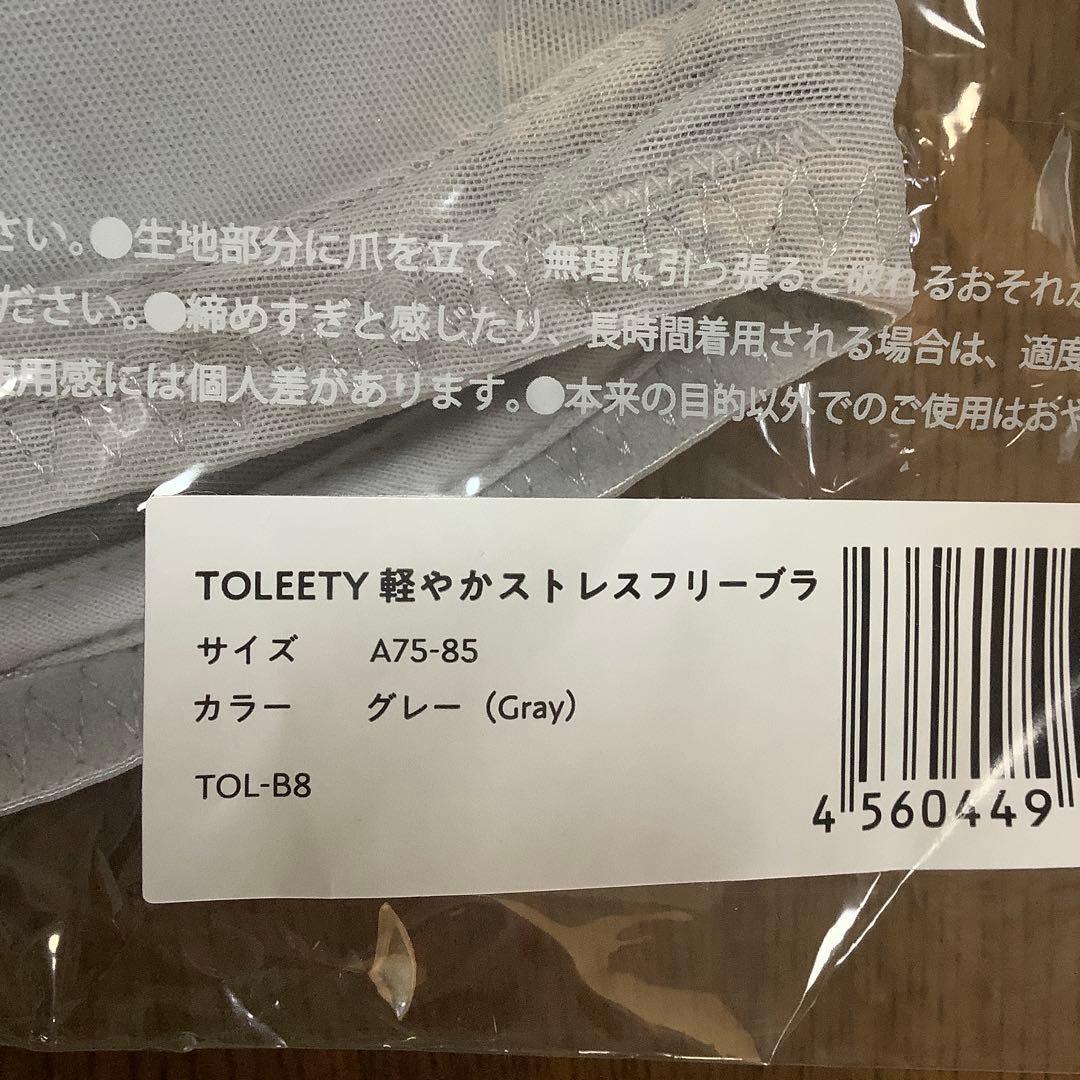 さい。●生地部分に爪を立て、無理に引っ張ると破れるおそれが
ださい。●締めすぎと感じたり、長時間着用される場合は、適度
使用感には個人差があります。●本来の目的以外でのご使用はおや
TOLEETY 軽やかストレスフリーブラ
サイズ A75-85
カラー グレー（Gray）
TOL-B8
4 560449